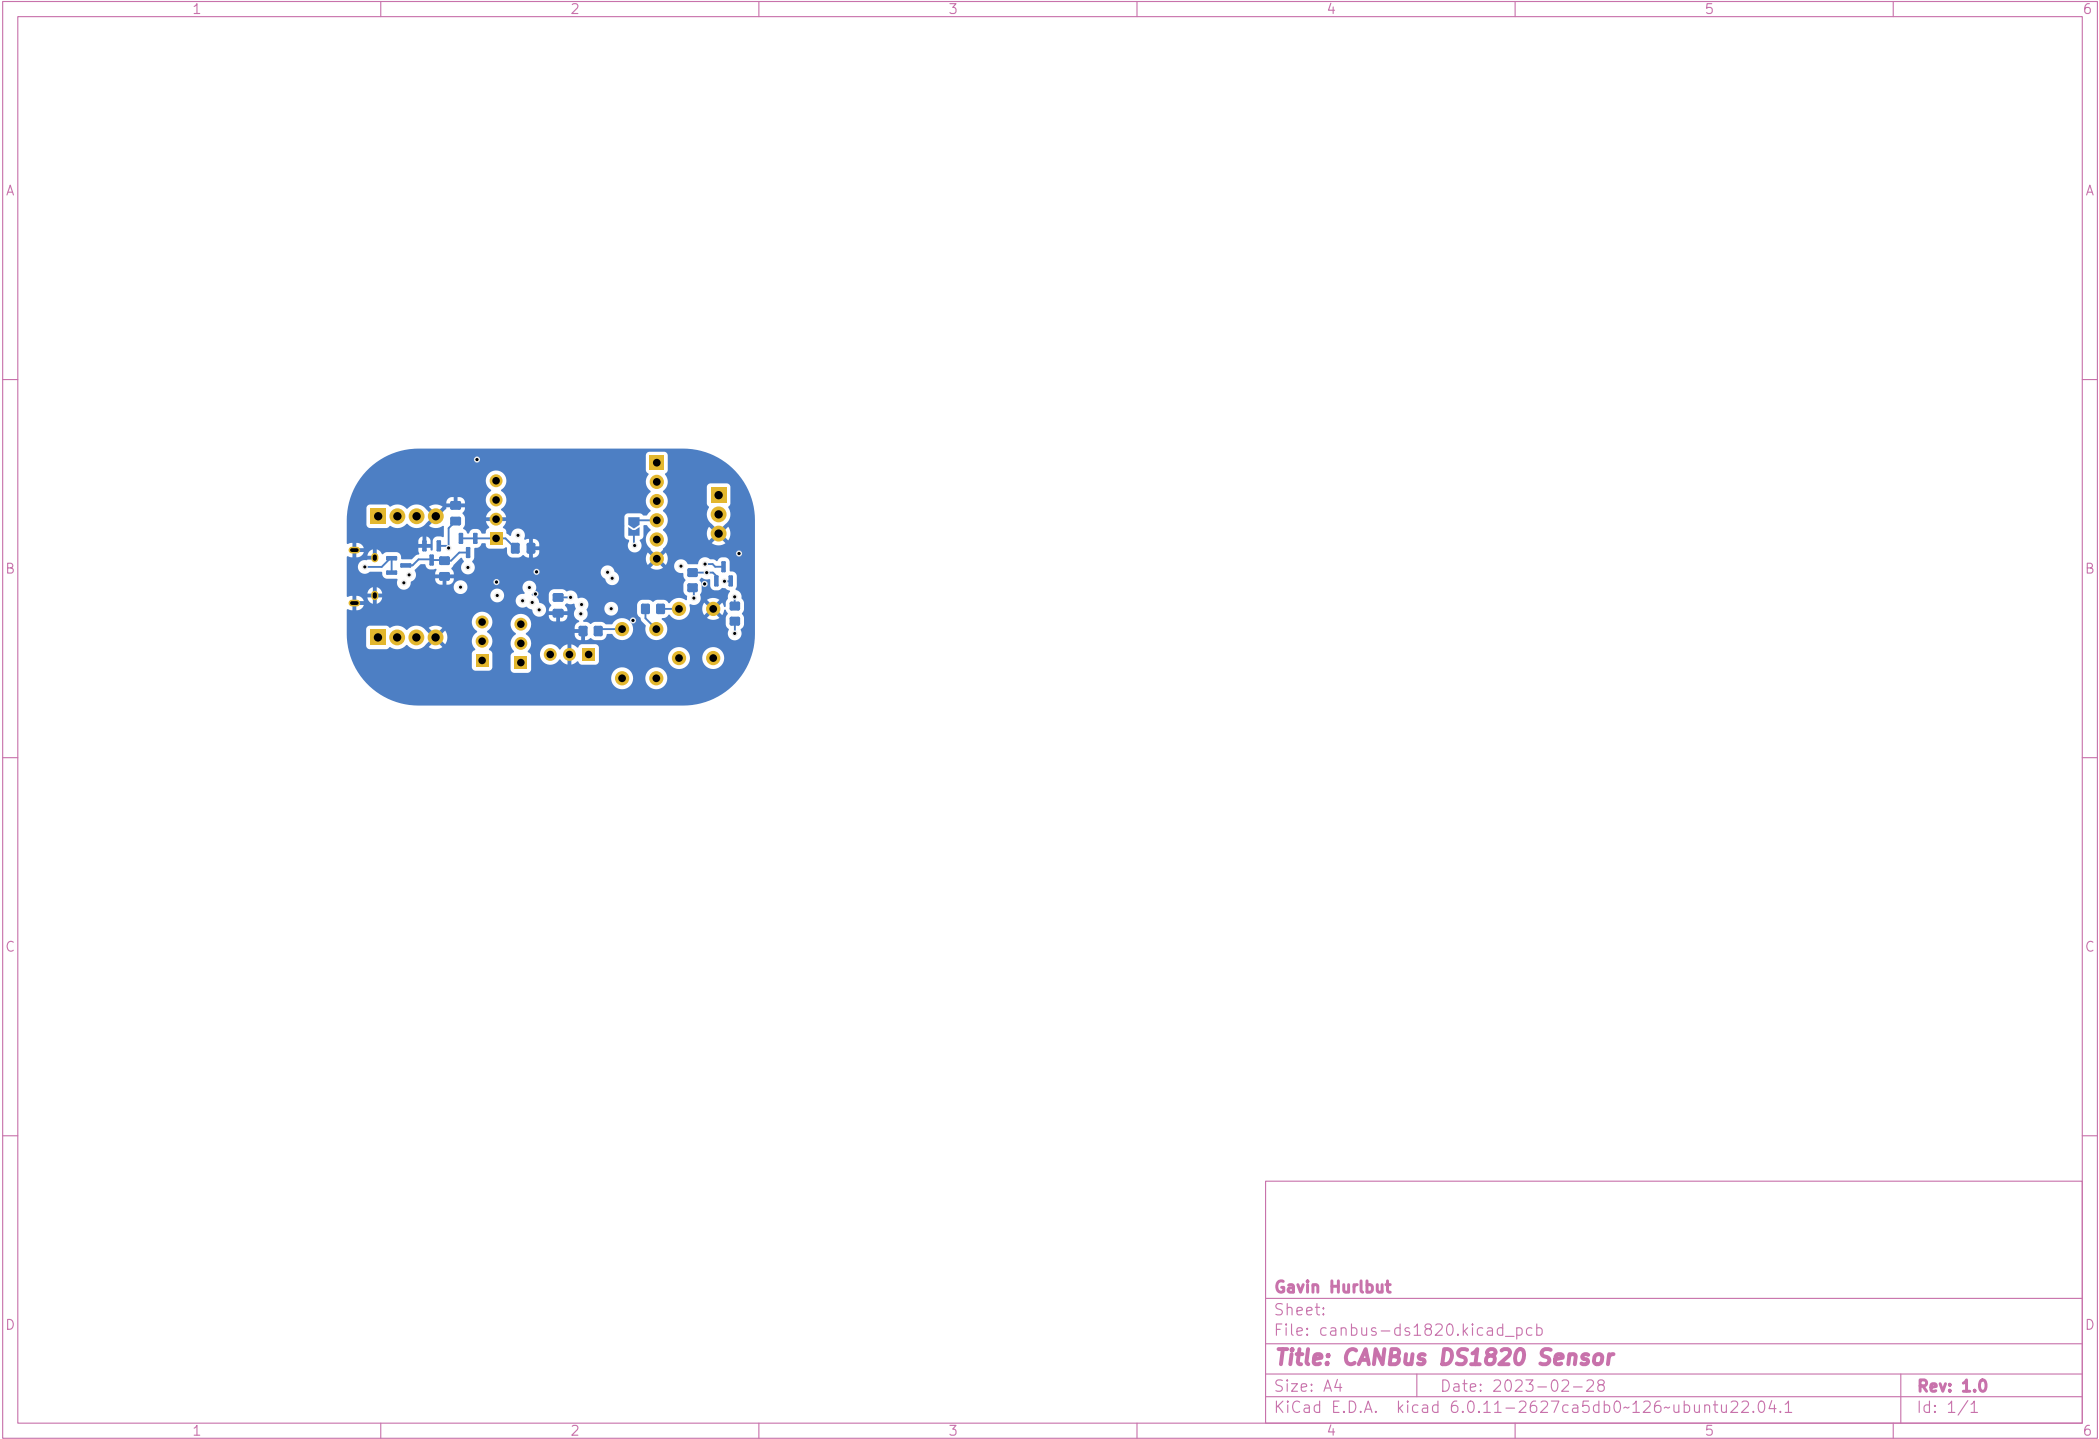 1 2 3 4 5 6
A A
B B
C C
Gavin Hurlbut
Sheet:
File: canbus-ds1820.kicad_pcb
D D
Title: CANBus DS1820 Sensor
Size: A4 Date: 2023-02-28 Rev: 1.0
KiCad E.D.A. kicad 6.0.11-2627ca5db0~126~ubuntu22.04.1 Id: 1/1
1 2 3 4 5 6